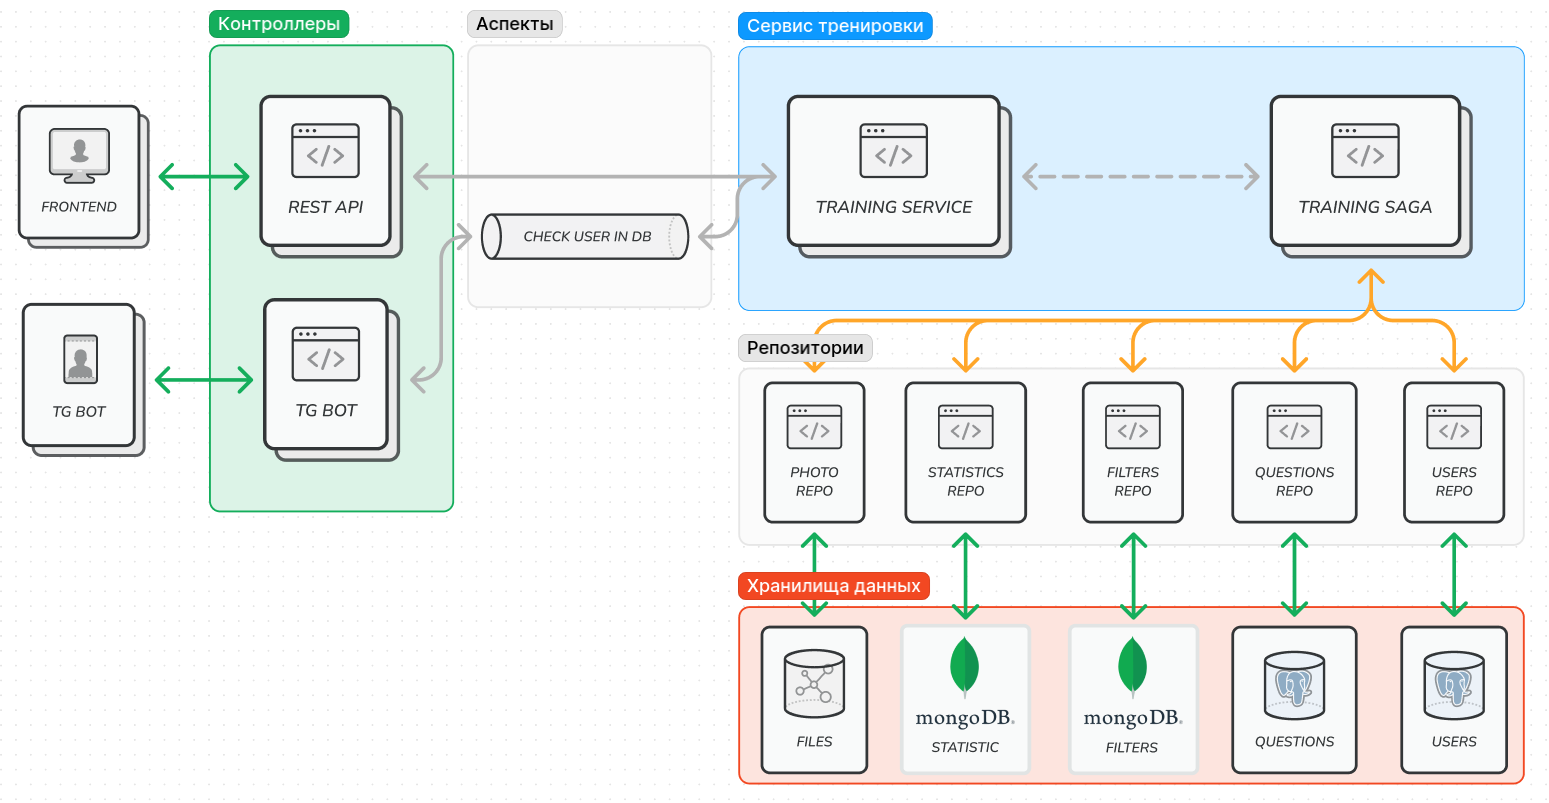 Контроллеры
Аспекты
Сервис тренировки
FRONTEND
REST API
TRAINING SERVICE
TRAINING SAGA
CHECK USER IN DB
TG BOT
TG BOT
Репозитории
PHOTO
REPO
STATISTICS
REPO
FILTERS
REPO
QUESTIONS
REPO
USERS
REPO
Хранилища данных
FILES
mongoDB.
STATISTIC
mongoDB.
FILTERS
QUESTIONS
USERS